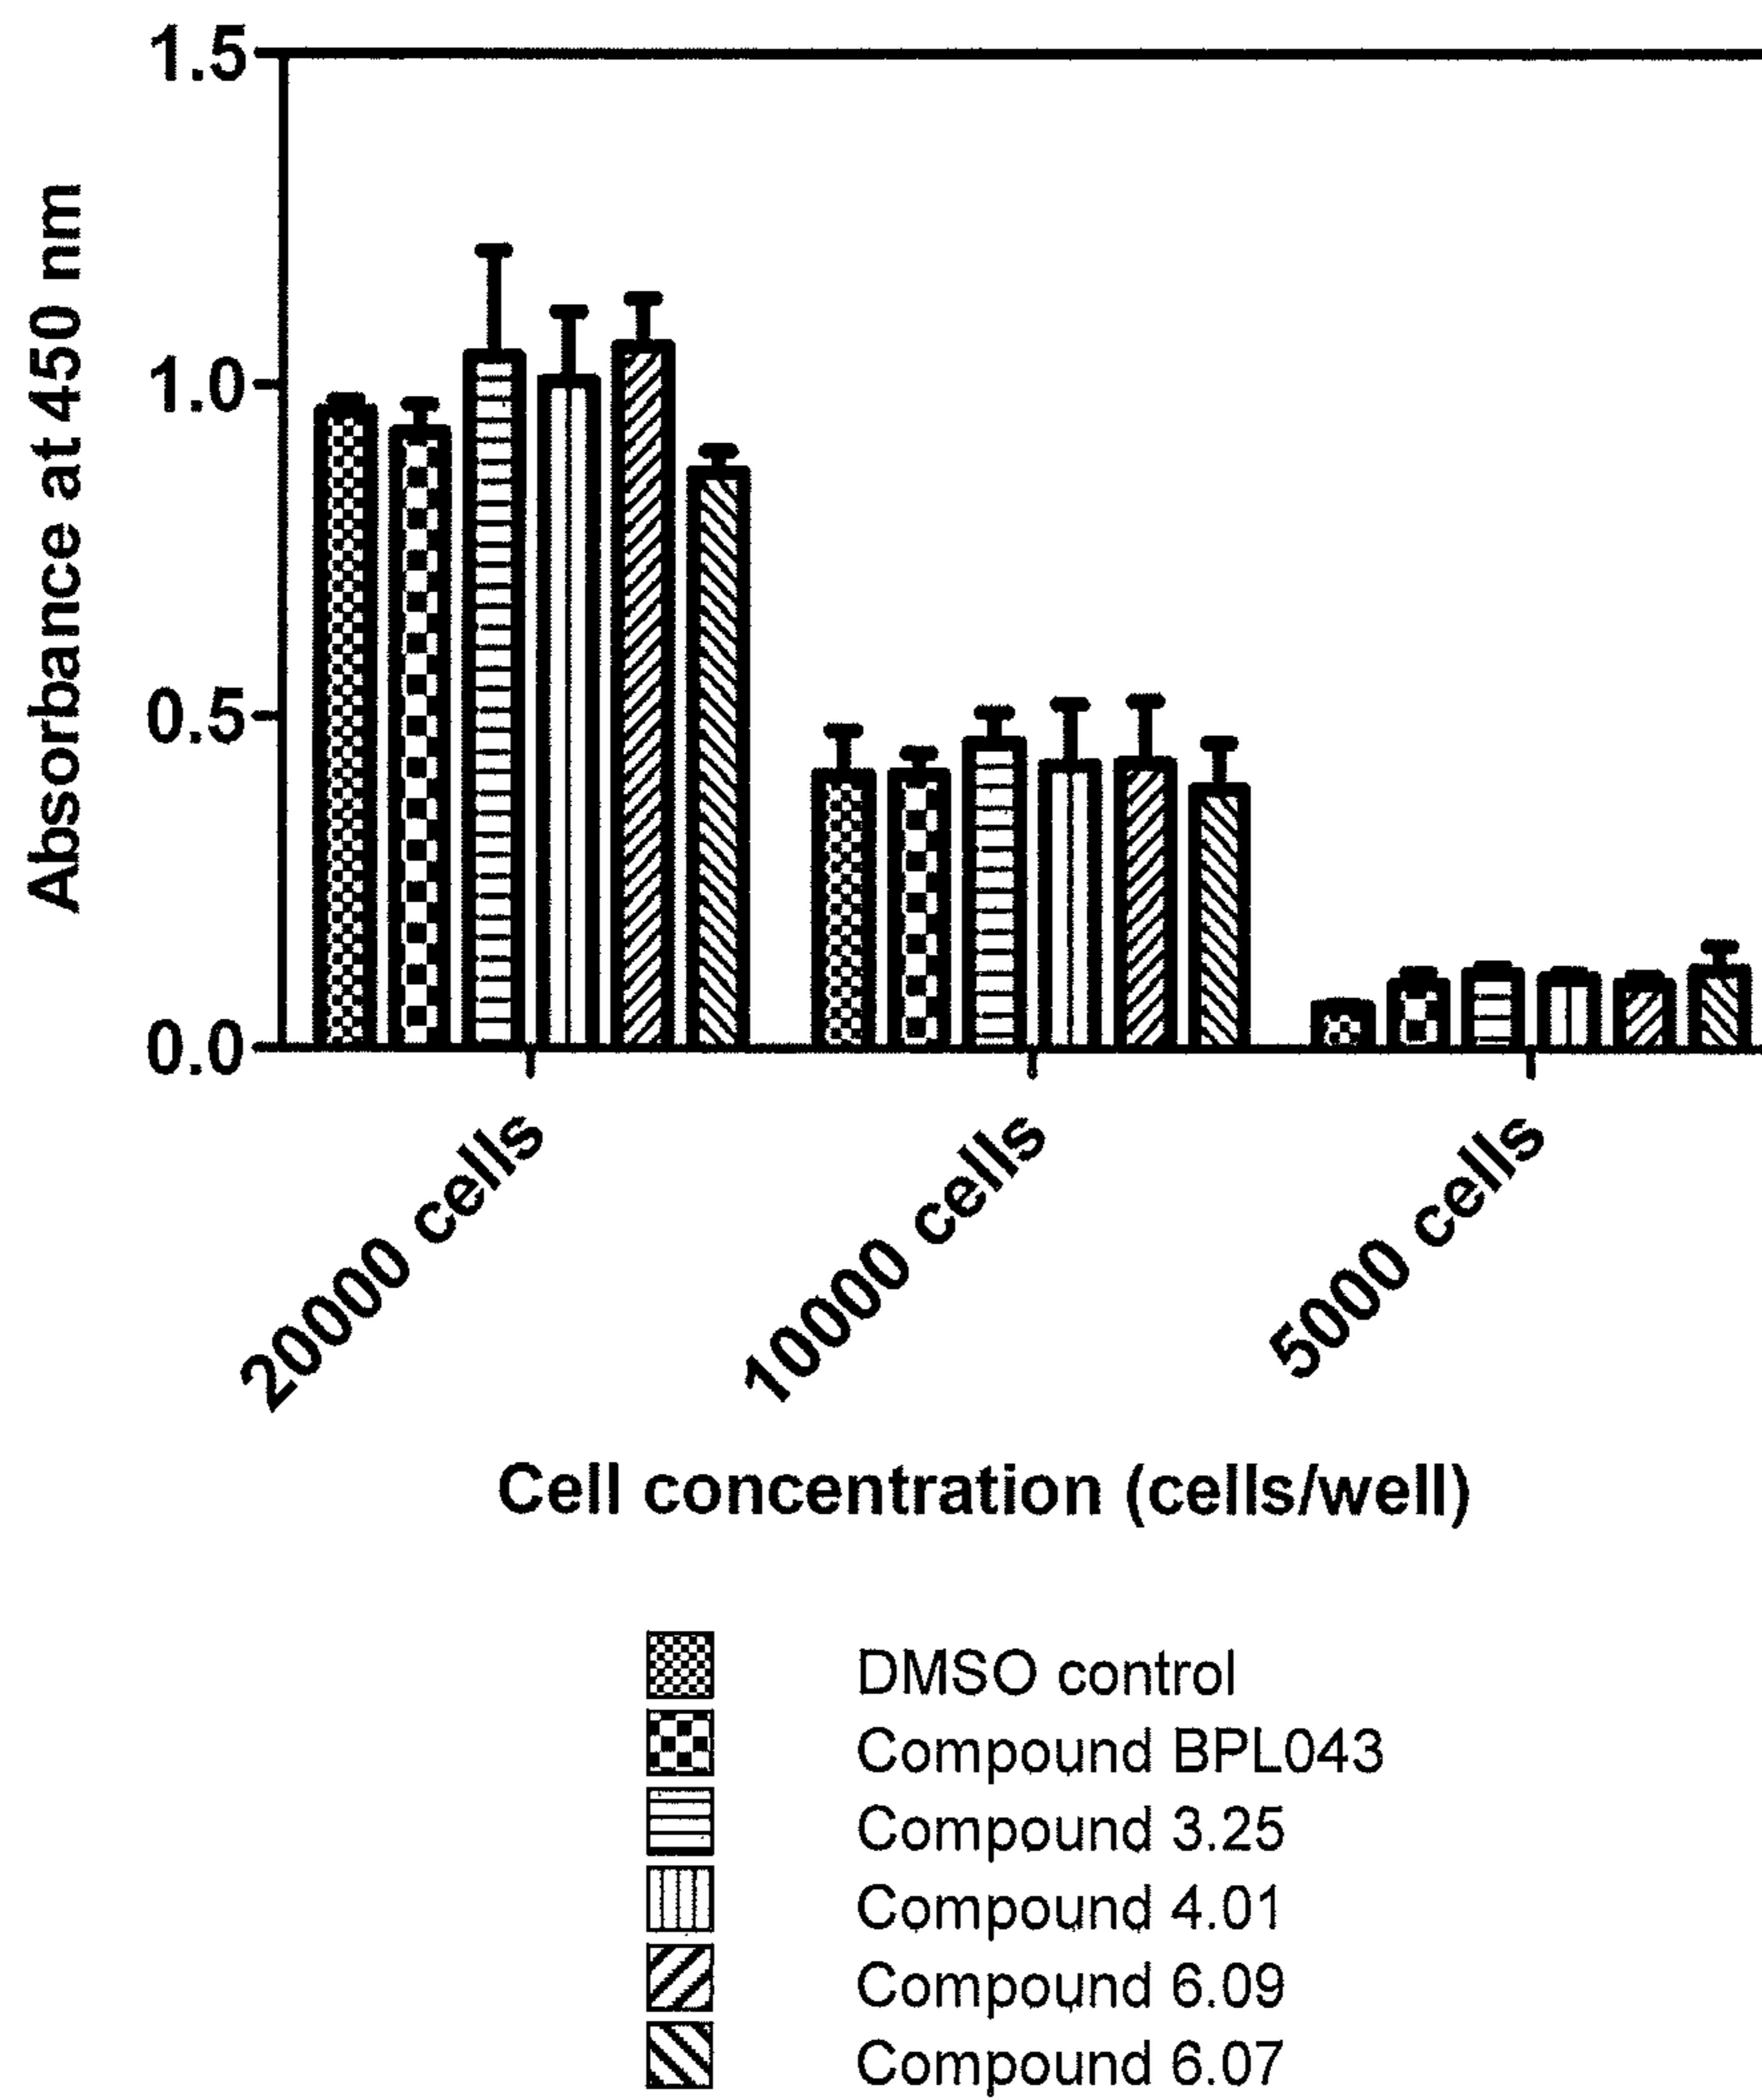 1.5
1.0
0.5
0.0
Absorbance at 450 nm
20000 cells
10000 cells
5000 cells
Cell concentration (cells/well)
DMSO control
Compound BPL043
Compound 3.25
Compound 4.01
Compound 6.09
Compound 6.07